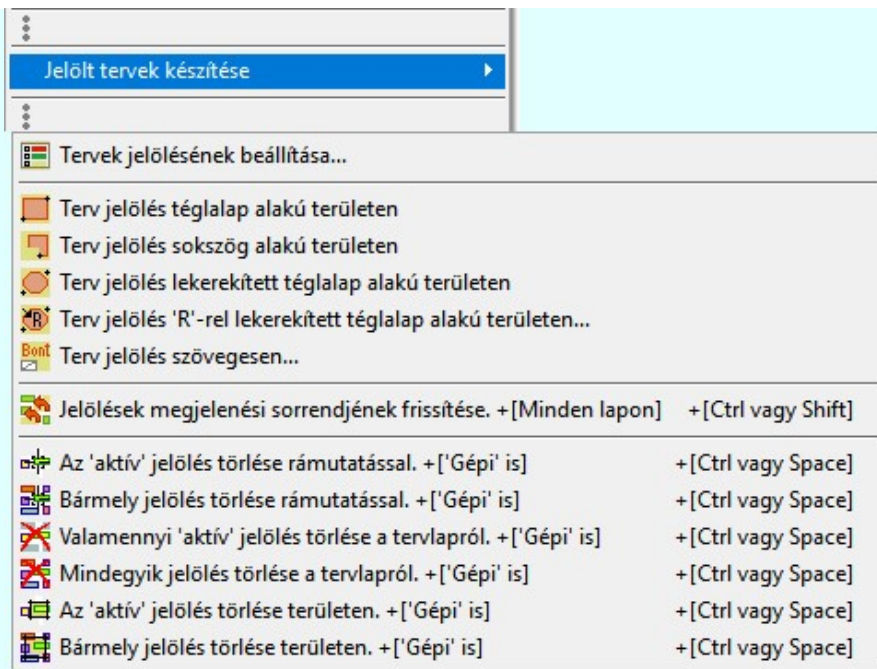 Jelölt tervek készítése
Tervek jelölésének beállítása...
Terv jelölés téglalap alakú területen
Terv jelölés sokszög alakú területen
Terv jelölés lekerekített téglalap alakú területen
R
Terv jelölés 'R'-rel lekerekített téglalap alakú területen...
Bont
Terv jelölés szövegesen...
Jelölések megjelenési sorrendjének frissítése. +[Minden lapon] +[Ctrl vagy Shift]
Az 'aktív' jelölés törlése rámutatással. +['Gépi' is] +[Ctrl vagy Space]
Bármely jelölés törlése rámutatással. +['Gépi' is] +[Ctrl vagy Space]
Valamennyi 'aktív' jelölés törlése a tervlapról. +['Gépi' is] +[Ctrl vagy Space]
Mindegyik jelölés törlése a tervlapról. +['Gépi' is] +[Ctrl vagy Space]
Az 'aktív' jelölés törlése területen. +['Gépi' is] +[Ctrl vagy Space]
Bármely jelölés törlése területen. +['Gépi' is] +[Ctrl vagy Space]